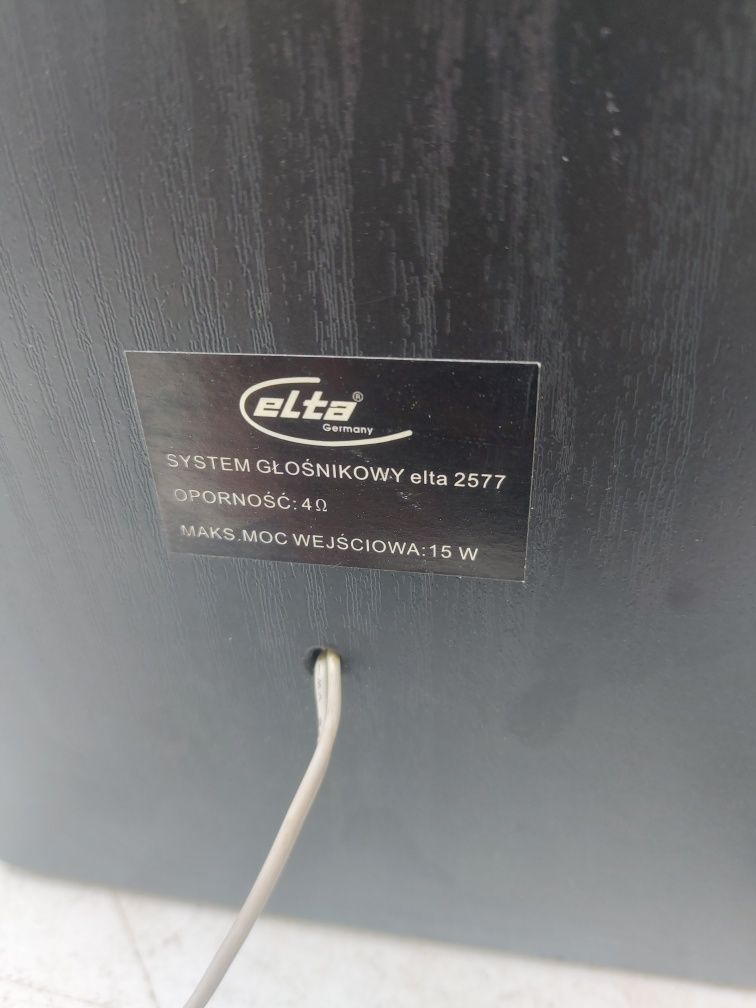 elta®
Germany
SYSTEM GŁOŚNIKOWY elta 2577
OPORNOŚĆ:4Ω
MAKS.MOC WEJŚCIOWA:15 W